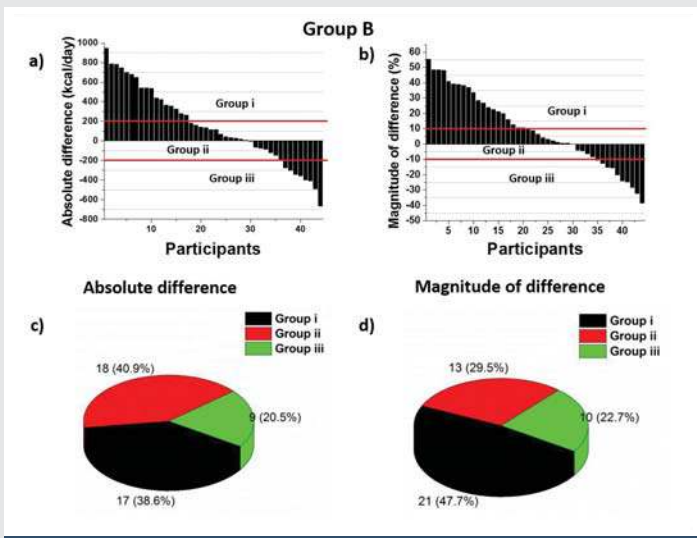 Group B
a)
Absolute difference (kcal/day)
1000
800
600
400
200
0
-200
-400
-600
-800
Group i
Group ii
Group iii
10
20
30
40
Participants
b)
Magnitude of difference (%)
60
50
40
30
20
10
0
-10
-20
-30
-40
-50
Group i
Group ii
Group iii
5
10
15
20
25
30
35
40
Participants
Absolute difference
c)
Group i
Group ii
Group iii
18 (40.9%)
9 (20.5%)
17 (38.6%)
Magnitude of difference
d)
Group i
Group ii
Group iii
13 (29.5%)
10 (22.7%)
21 (47.7%)